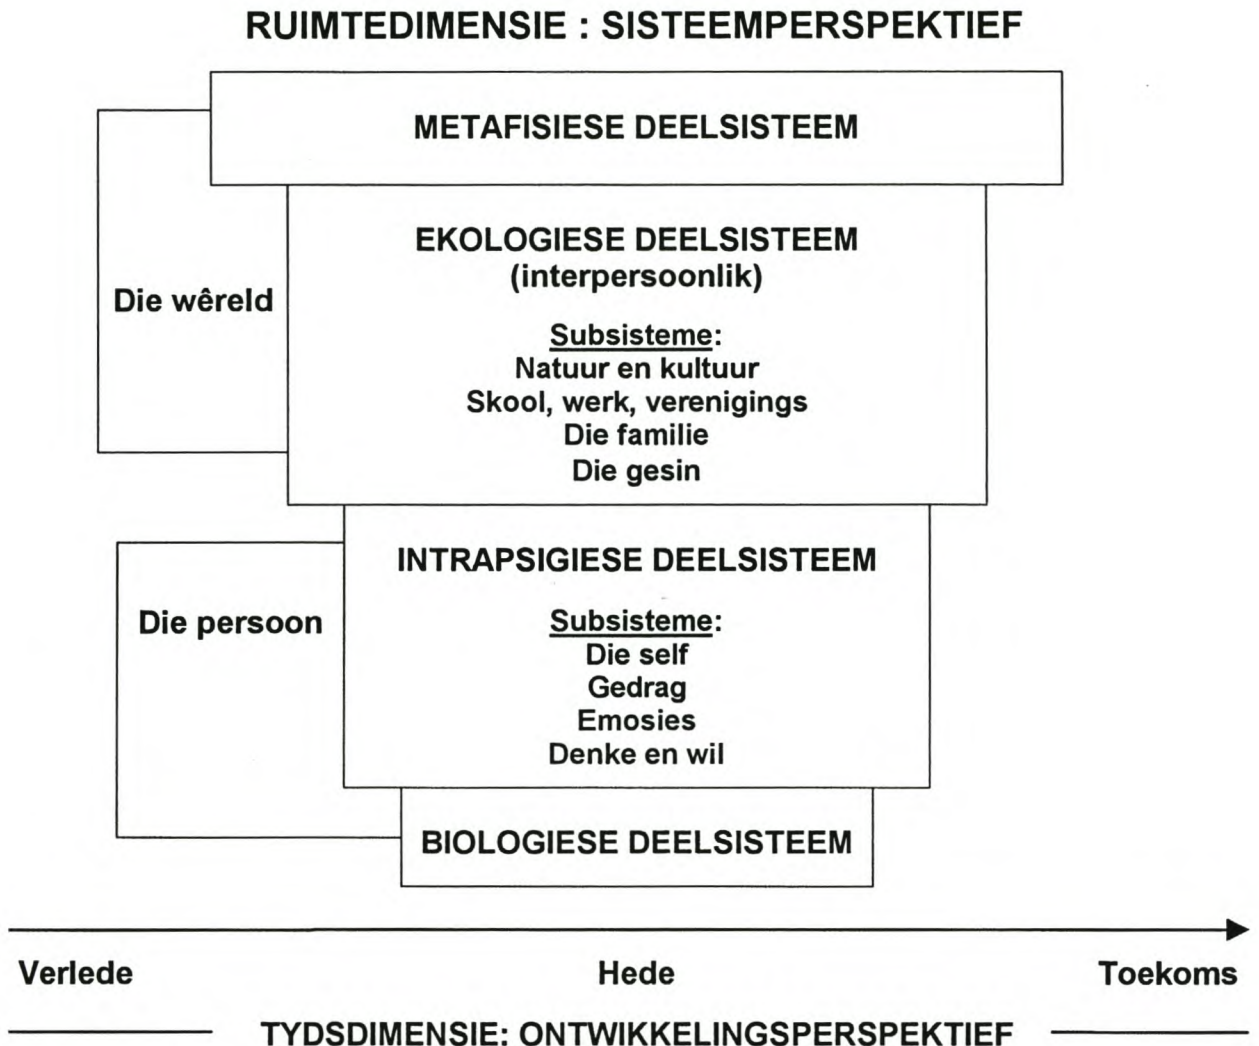 RUIMTEDIMENSIE : SISTEEMPERSPEKTIEF
METAFISIESE DEELSISTEEM
EKOLOGIESE DEELSISTEEM
(interpersoonlik)
Die wêreld
Subsisteme:
Natuur en kultuur
Skool, werk, verenigings
Die familie
Die gesin
INTRAPSIGIESE DEELSISTEEM
Die persoon
Subsisteme:
Die self
Gedrag
Emosies
Denke en wil
BIOLOGIESE DEELSISTEEM
Verlede Hede Toekoms
TYDSDIMENSIE: ONTWIKKELINGSPERSPEKTIEF